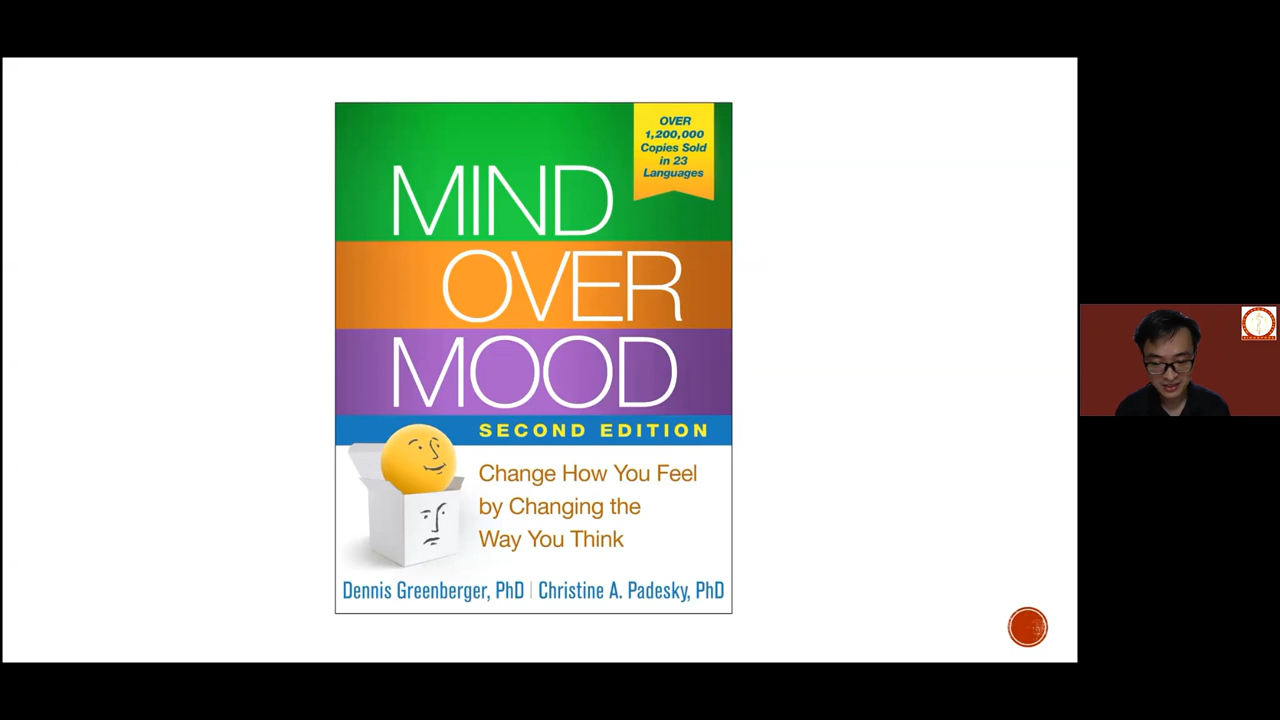 OVER
1,200,000
Copies Sold
in 23
Languages
MIND
OVER
MOOD
SECOND EDITION
Change How You Feel
by Changing the
Way You Think
Dennis Greenberger, PhD | Christine A. Padesky, PhD